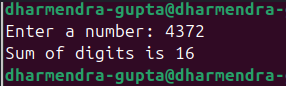 dharmendra-gupta@dharmendra-
Enter a number: 4372
Sum of digits is 16
dharmendra-gupta@dharmendra-